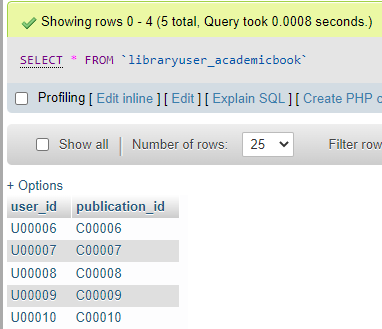 Showing rows 0 - 4 (5 total, Query took 0.0008 seconds.)
SELECT * FROM `libraryuser_academicbook`
Profiling [ Edit inline ] [ Edit ] [ Explain SQL ] [ Create PHP
Show all Number of rows: 25 Filter row
+ Options
user_id publication_id
U00006 C00006
U00007 C00007
U00008 C00008
U00009 C00009
U00010 C00010